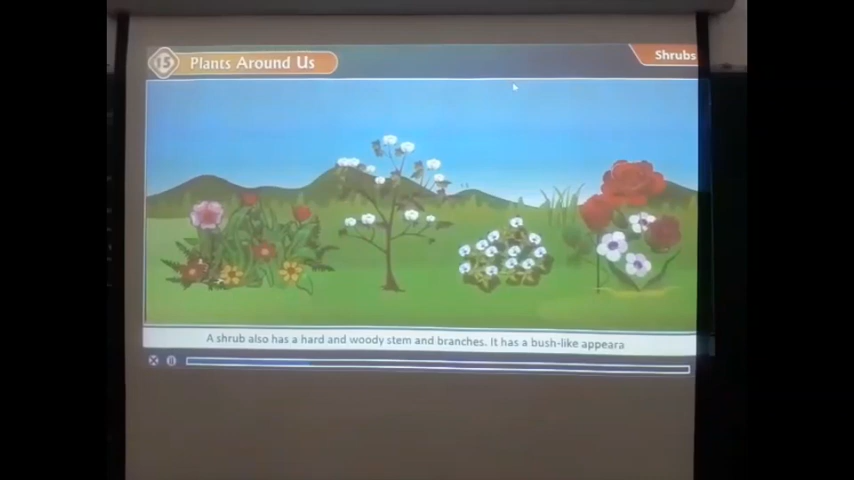 15 Plants Around Us
Shrubs
A shrub also has a hard and woody stem and branches. It has a bush-like appeara